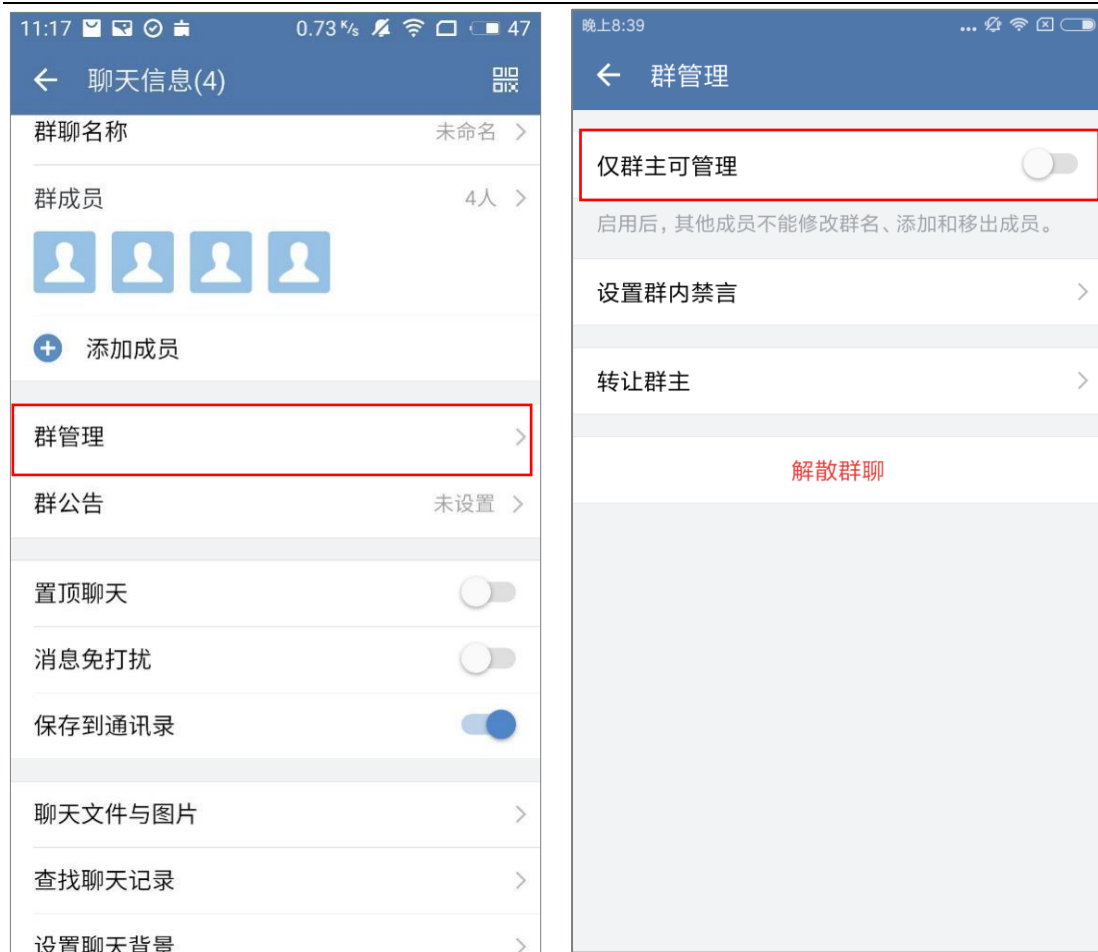 11:17 0.73 K/s 47
聊天信息(4)
群聊名称 未命名
群成员 4人
添加成员
群管理
群公告 未设置
置顶聊天
消息免打扰
保存到通讯录
聊天文件与图片
查找聊天记录
设置聊天背景
晚上8:39 ...
群管理
仅群主可管理
启用后，其他成员不能修改群名、添加和移出成员。
设置群内禁言
转让群主
解散群聊